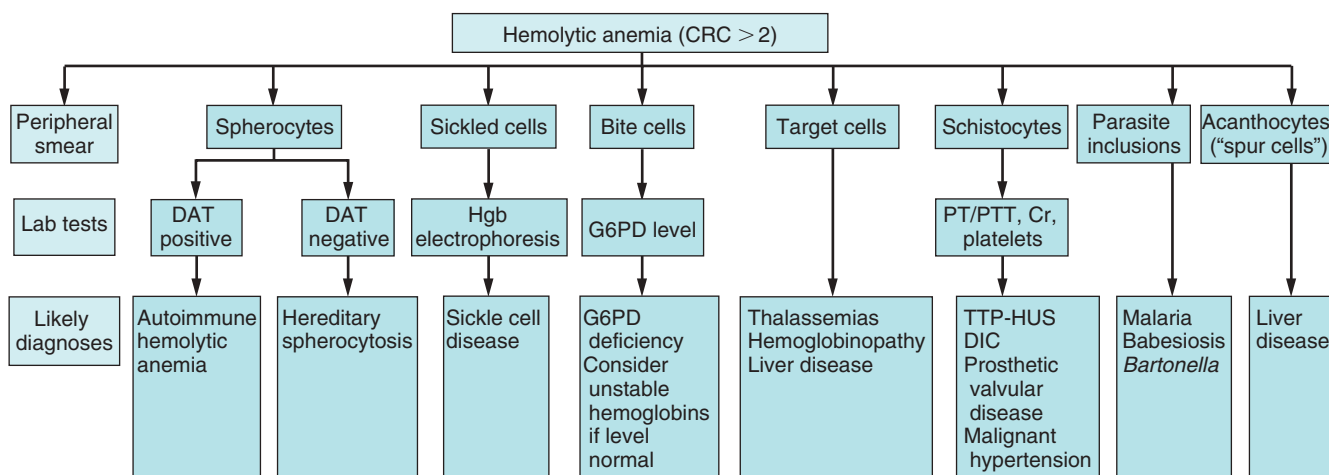 Hemolytic anemia (CRC > 2)
Peripheral
smear
Spherocytes
Sickled cells
Bite cells
Target cells
Schistocytes
Parasite
inclusions
Acanthocytes
(“spur cells”)
Lab tests
DAT
positive
DAT
negative
Hgb
electrophoresis
G6PD level
PT/PTT, Cr,
platelets
Likely
diagnoses
Autoimmune
hemolytic
anemia
Hereditary
spherocytosis
Sickle cell
disease
G6PD
deficiency
Consider
unstable
hemoglobins
if level
normal
Thalassemias
Hemoglobinopathy
Liver disease
TTP-HUS
DIC
Prosthetic
valvular
disease
Malignant
hypertension
Malaria
Babesiosis
Bartonella
Liver
disease